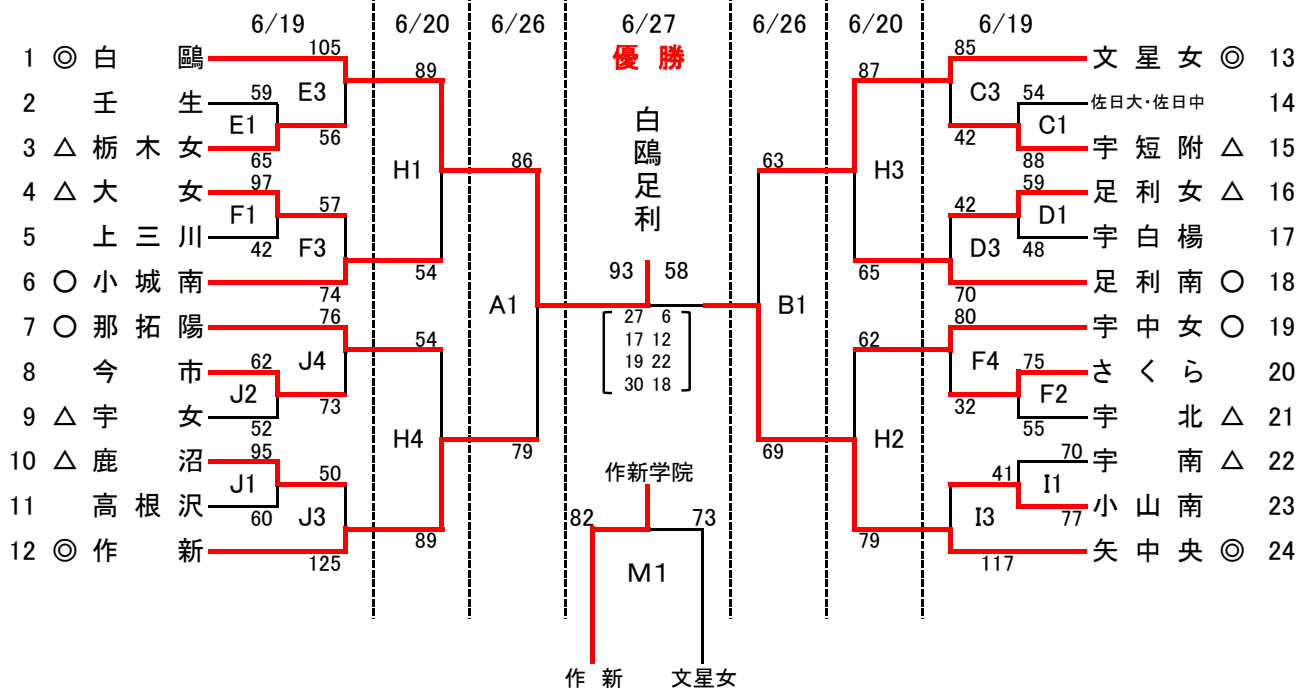 6/19 6/20 6/26 6/27 6/26 6/20 6/19
優 勝
白鴎足利
1 ◎ 白 鷗
2 壬 生
3 △ 栃 木 女
4 △ 大 女
5 上 三 川
6 ○ 小 城 南
7 ○ 那 拓 陽
8 今 市
9 △ 宇 女
10 △ 鹿 沼
11 高 根 沢
12 ◎ 作 新
105
59
E3
E1
56
65
97
57
F1
F3
42
74
76
62
J4
J2
73
52
95
50
J1
J3
60
125
89
H1
54
54
H4
89
86
A1
79
93 58
27 6
17 12
19 22
30 18
作新学院
82 73
M1
作 新 文星女
63
B1
69
87
H3
65
62
H2
79
85
54
C3
C1
42
88
59
42
D1
D3
48
70
80
75
F4
F2
32
55
70
41
I1
I3
77
117
文 星 女 ◎ 13
佐日大・佐日中 14
宇 短 附 △ 15
足 利 女 △ 16
宇 白 楊 17
足 利 南 ○ 18
宇 中 女 ○ 19
さ く ら 20
宇 北 △ 21
宇 南 △ 22
小 山 南 23
矢 中 央 ◎ 24